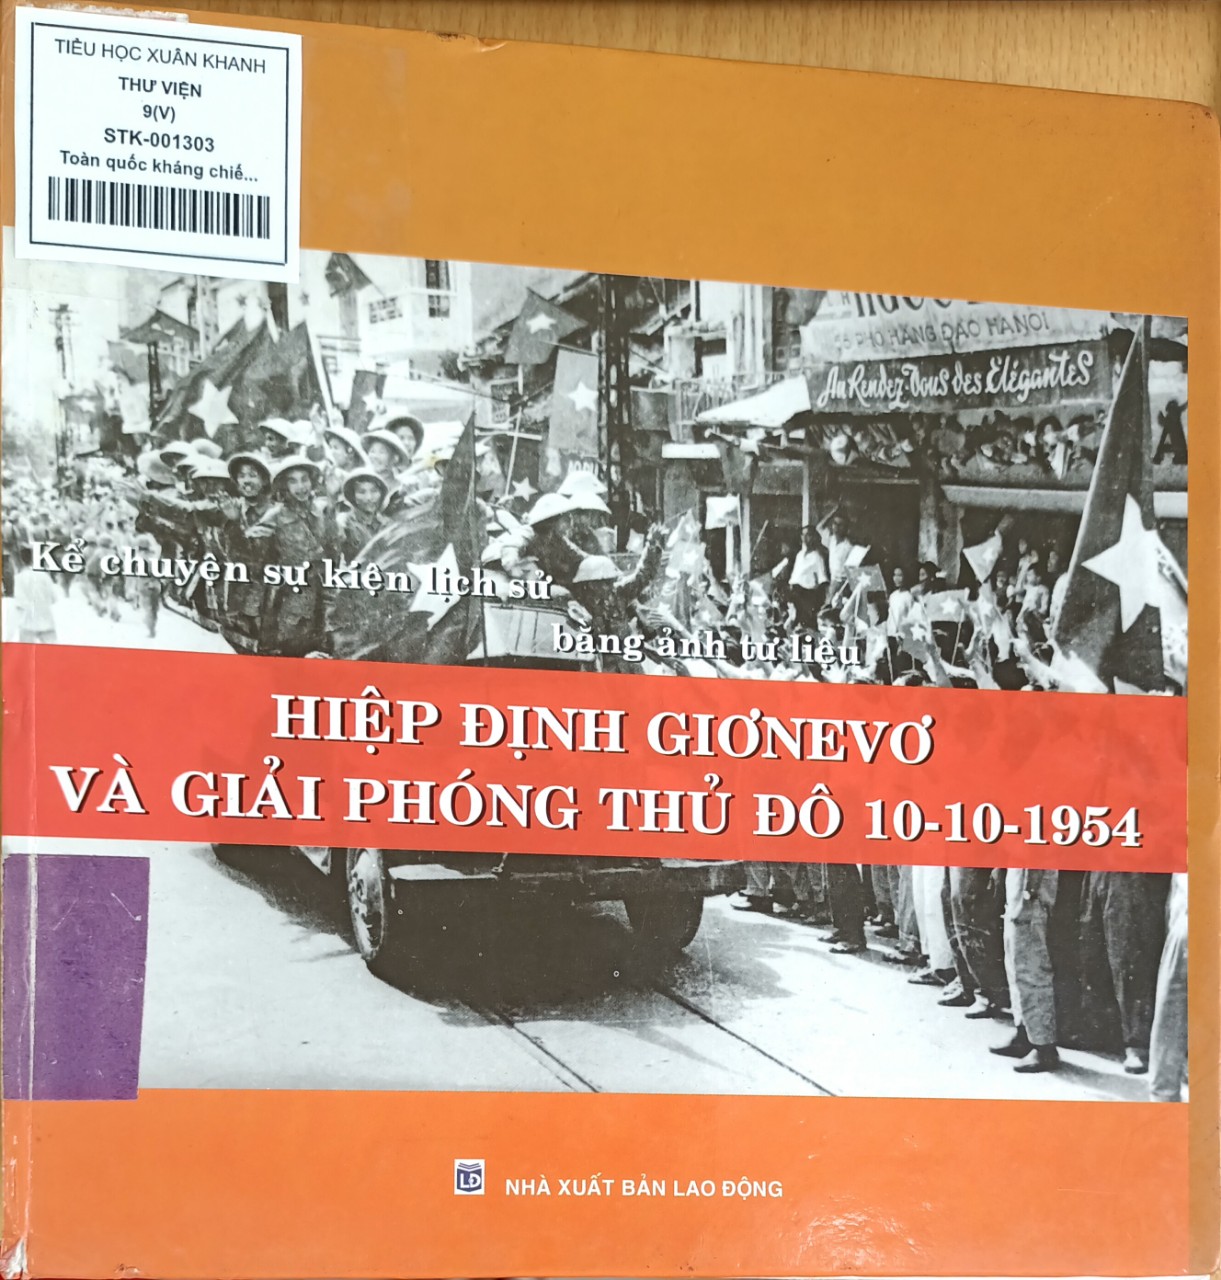 TIỂU HỌC XUÂN KHANH
THƯ VIỆN
9(V)
STK-001303
Toàn quốc kháng chiế...
55 PHO HÀNG ĐÀO HANOI
Au Rendez-Vous des Elégantes
Kể chuyện sự kiện lịch sử
bằng ảnh tư liệu
HIỆP ĐỊNH GIƠNEVƠ
VÀ GIẢI PHÓNG THỦ ĐÔ 10-10-1954
LĐ
NHÀ XUẤT BẢN LAO ĐỘNG